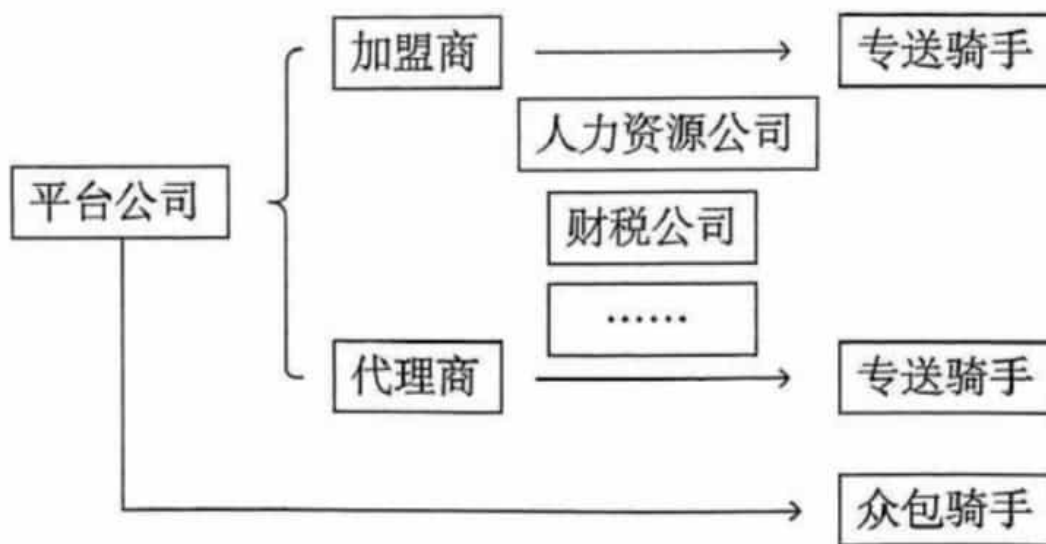 加盟商
专送骑手
人力资源公司
平台公司
财税公司
……
代理商
专送骑手
众包骑手